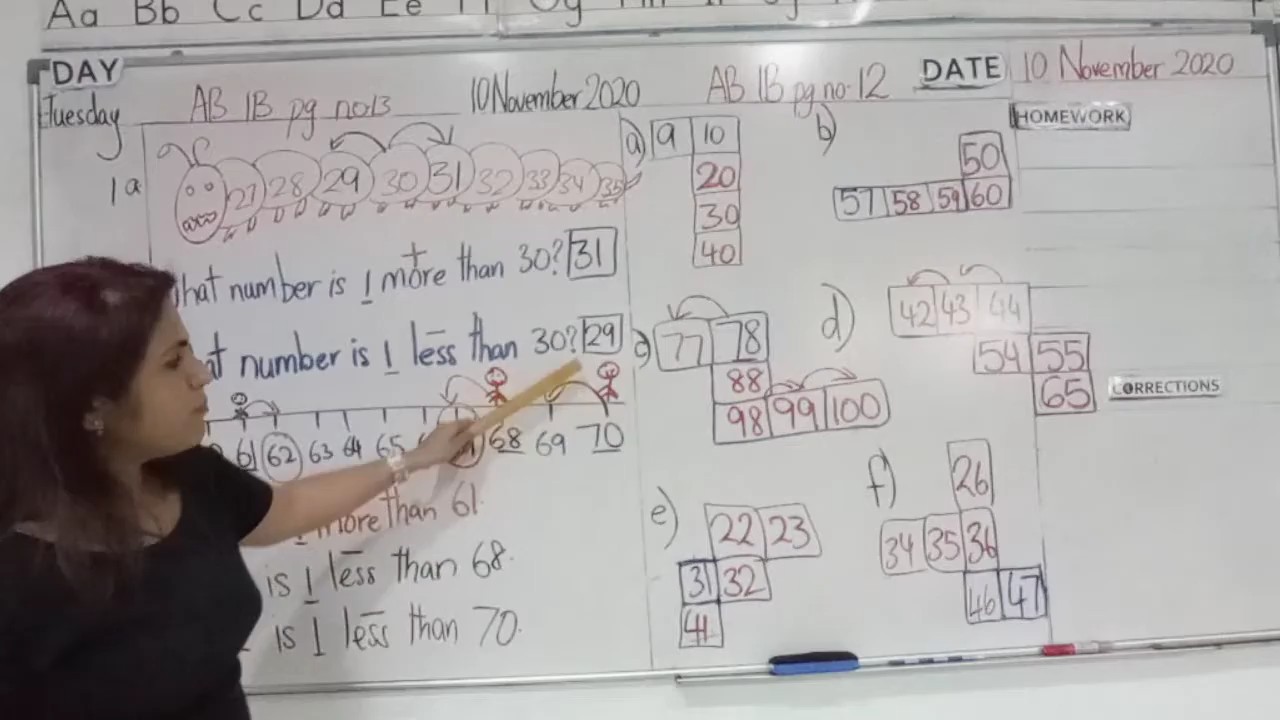 Aa Bb Cc Dd Ee
DAY
Tuesday
AB 1B pg no.13
10 November 2020
AB 1B pg no. 12
DATE
10 November 2020
HOMEWORK
1a
27 28 29 30 31 32 33 34 35
number is 1 more than 30? 31
+
number is 1 less than 30? 29
–
61 62 63 64 65 68 69 70
more than 61.
is 1 less than 68.
is 1 less than 70.
a) 9 10
20
30
40
b)
50
57 58 59 60
c) 77 78
88
98 99 100
d) 42 43 44
54 55
65
CORRECTIONS
e) 22 23
31 32
41
f) 26
34 35 36
46 47